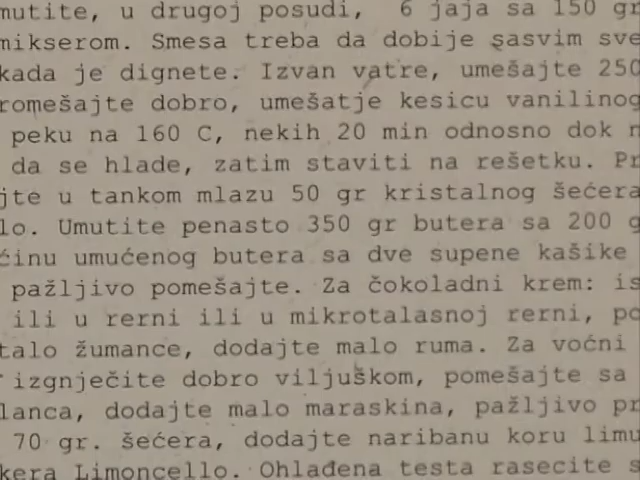 mutite, u drugoj posudi, 6 jaja sa 150 gr
mikserom. Smesa treba da dobije sasvim sve
kada je dignete. Izvan vatre, umešajte 250
romešajte dobro, umešatje kesicu vanilinog
peku na 160 C, nekih 20 min odnosno dok n
da se hlade, zatim staviti na rešetku. Pr
jte u tankom mlazu 50 gr kristalnog šećera
lo. Umutite penasto 350 gr butera sa 200 g
ćinu umućenog butera sa dve supene kašike
pažljivo pomešajte. Za čokoladni krem: is
ili u rerni ili u mikrotalasnoj rerni, po
talo žumance, dodajte malo ruma. Za voćni
izgnječite dobro viljuškom, pomešajte sa
lanca, dodajte malo maraskina, pažljivo pr
70 gr. šećera, dodajte naribanu koru limu
kera Limoncello. Ohlađena testa rasecite s